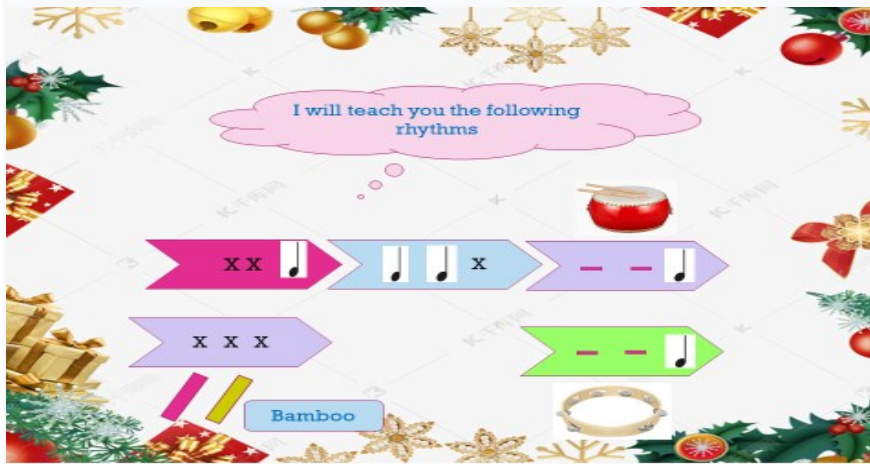 I will teach you the following
rhythms
x x ♩
♩ ♩ x
– – ♩
x x x
– – ♩
Bamboo